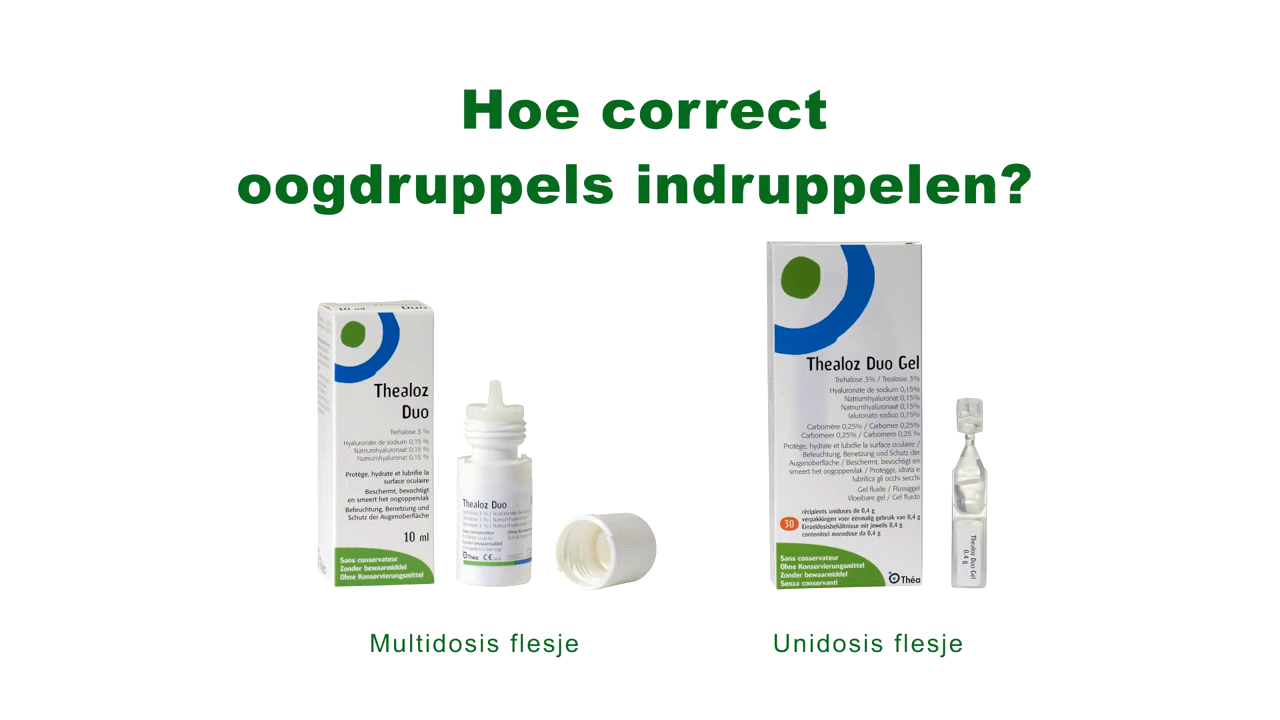 Hoe correct
oogdruppels indruppelen?
10 ml
Duo
Thealoz
Duo
Trehalose 3 %
Hyaluronate de sodium 0,15 %
Natriumhyaluronaat 0,15 %
Natriumhyaluronat 0,15 %
Protège, hydrate et lubrifie la
surface oculaire
Beschermt, bevochtigt
en smeert het oogoppervlak
Befeuchtung, Benetzung und
Schutz der Augenoberfläche
10 ml
Sans conservateur
Zonder bewaarmiddel
Ohne Konservierungsmittel
Thealoz Duo
Sans conservateur
Zonder bewaarmiddel
Théa CE
Thealoz Duo Gel
Trehalose 3% / Trealosio 3%
Hyaluronate de sodium 0,15%
Natriumhyaluronat 0,15%
Natriumhyaluronaat 0,15%
Ialuronato sodico 0,15%
Carbomère 0,25% / Carbomer 0,25%
Carbomeer 0,25% / Carbomero 0,25 %
Protège, hydrate et lubrifie la surface oculaire /
Befeuchtung, Benetzung und Schutz der
Augenoberfläche / Beschermt, bevochtigt en
smeert het oogoppervlak / Protegge, idrata e
lubrifica gli occhi secchi
Gel fluide / Flüssiggel
Vloeibare gel / Gel fluido
30
récipients unidoses de 0,4 g
verpakkingen voor éénmalig gebruik van 0,4 g
Einzeldosisbehältnisse mit jeweils 0,4 g
contenitori monodose da 0,4 g
Sans conservateur
Ohne Konservierungsmittel
Zonder bewaarmiddel
Senza conservanti
Théa
Thealoz Duo Gel
0,4 g
Multidosis flesje
Unidosis flesje